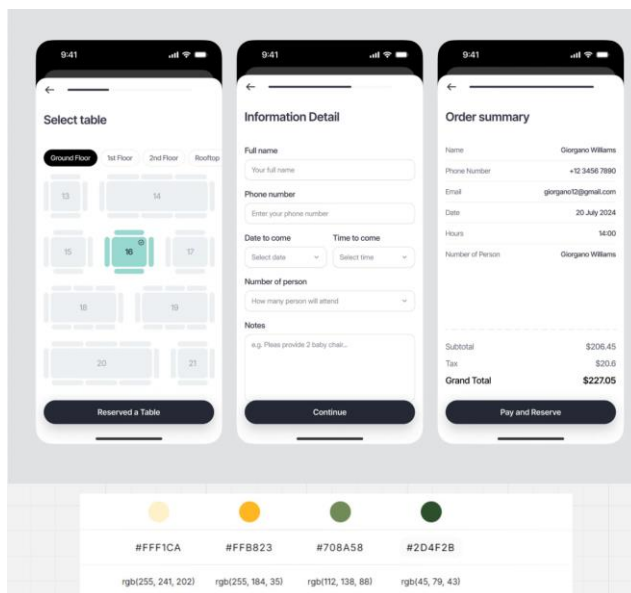 9:41
Select table
Ground Floor 1st Floor 2nd Floor Rooftop
13
14
15
16
17
18
19
20
21
Reserved a Table
9:41
Information Detail
Full name
Your full name
Phone number
Enter your phone number
Date to come Time to come
Select date Select time
Number of person
How many person will attend
Notes
e.g. Pleas provide 2 baby chair...
Continue
9:41
Order summary
Name Giorgano Williams
Phone Number +12 3456 7890
Email giorgano12@gmail.com
Date 20 July 2024
Hours 14:00
Number of Person Giorgano Williams
Subtotal $206.45
Tax $20.6
Grand Total $227.05
Pay and Reserve
#FFF1CA #FFB823 #708A58 #2D4F2B
rgb(255, 241, 202) rgb(255, 184, 35) rgb(112, 138, 88) rgb(45, 79, 43)